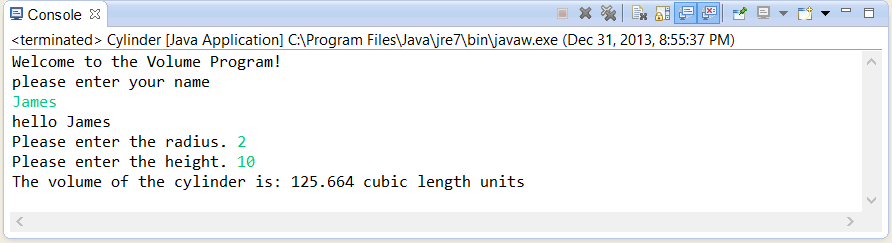 Console
<terminated> Cylinder [Java Application] C:\Program Files\Java\jre7\bin\javaw.exe (Dec 31, 2013, 8:55:37 PM)
Welcome to the Volume Program!
please enter your name
James
hello James
Please enter the radius. 2
Please enter the height. 10
The volume of the cylinder is: 125.664 cubic length units